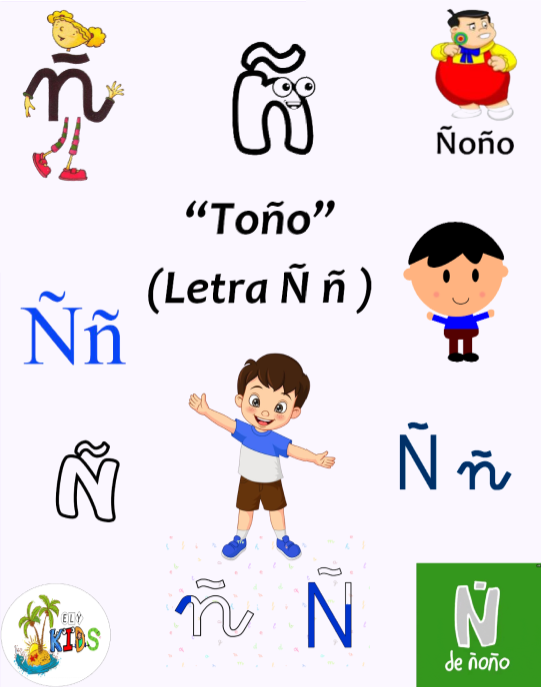 ñ
Ñ
Ñoño
“Toño”
(Letra Ñ ñ )
Ññ
Ñ ñ
Ñ
ñ Ñ
ELY
KIDS
Ñ
de ñoño